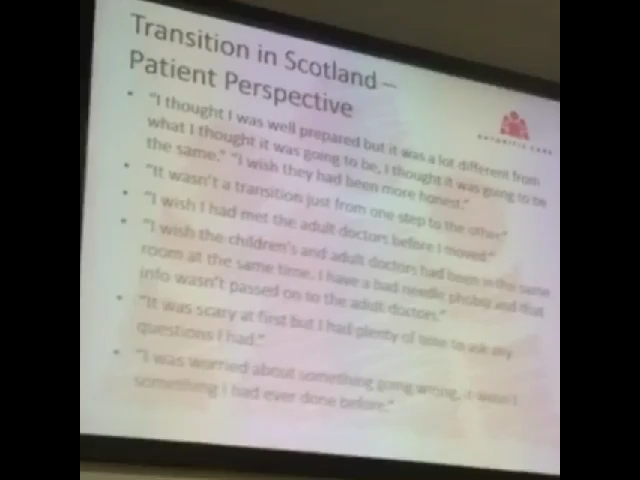 Transition in Scotland –
Patient Perspective
• "I thought I was well prepared but it was a lot different from
what I thought it was going to be, I thought it was going to be
the same." "I wish they had been more honest."
• "It wasn't a transition just from one step to the other"
• "I wish I had met the adult doctors before I moved."
• "I wish the children's and adult doctors had been in the same
room at the same time. I have a bad needle phobia and that
info wasn't passed on to the adult doctors."
• "It was scary at first but I had plenty of time to ask any
questions I had."
• "I was worried about something going wrong, it wasn't
something I had ever done before."
ARTHRITIS CARE